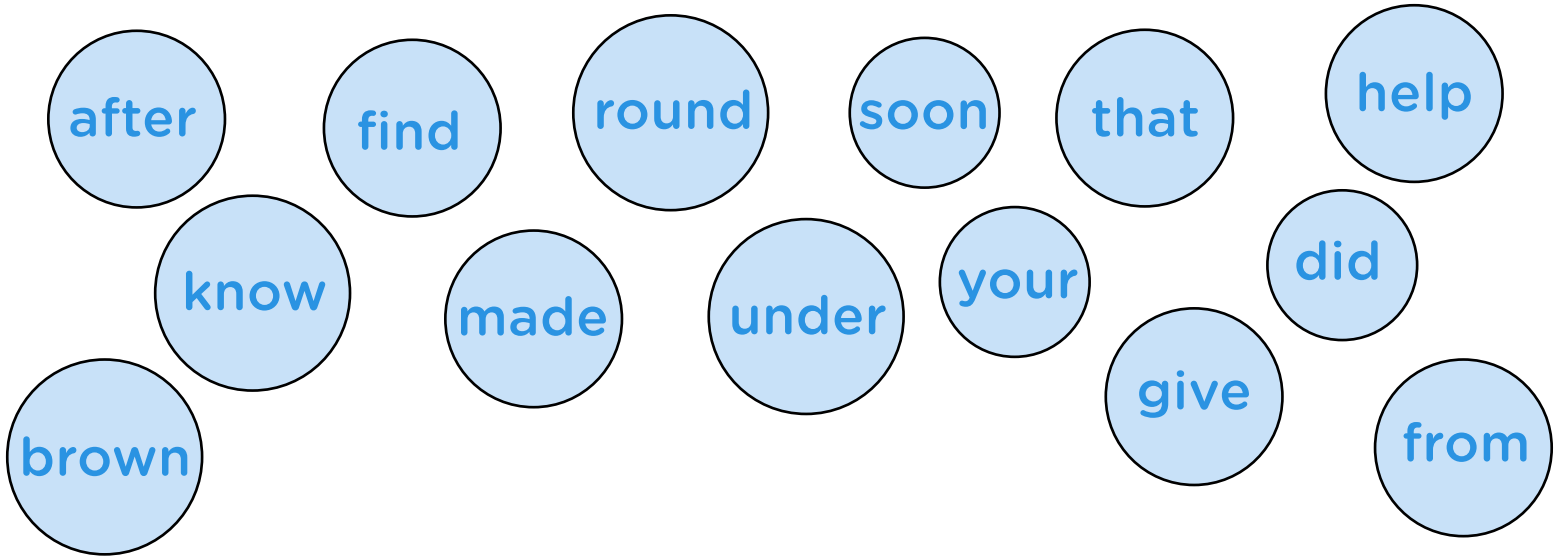 after
find
round
soon
that
help
know
made
under
your
did
brown
give
from